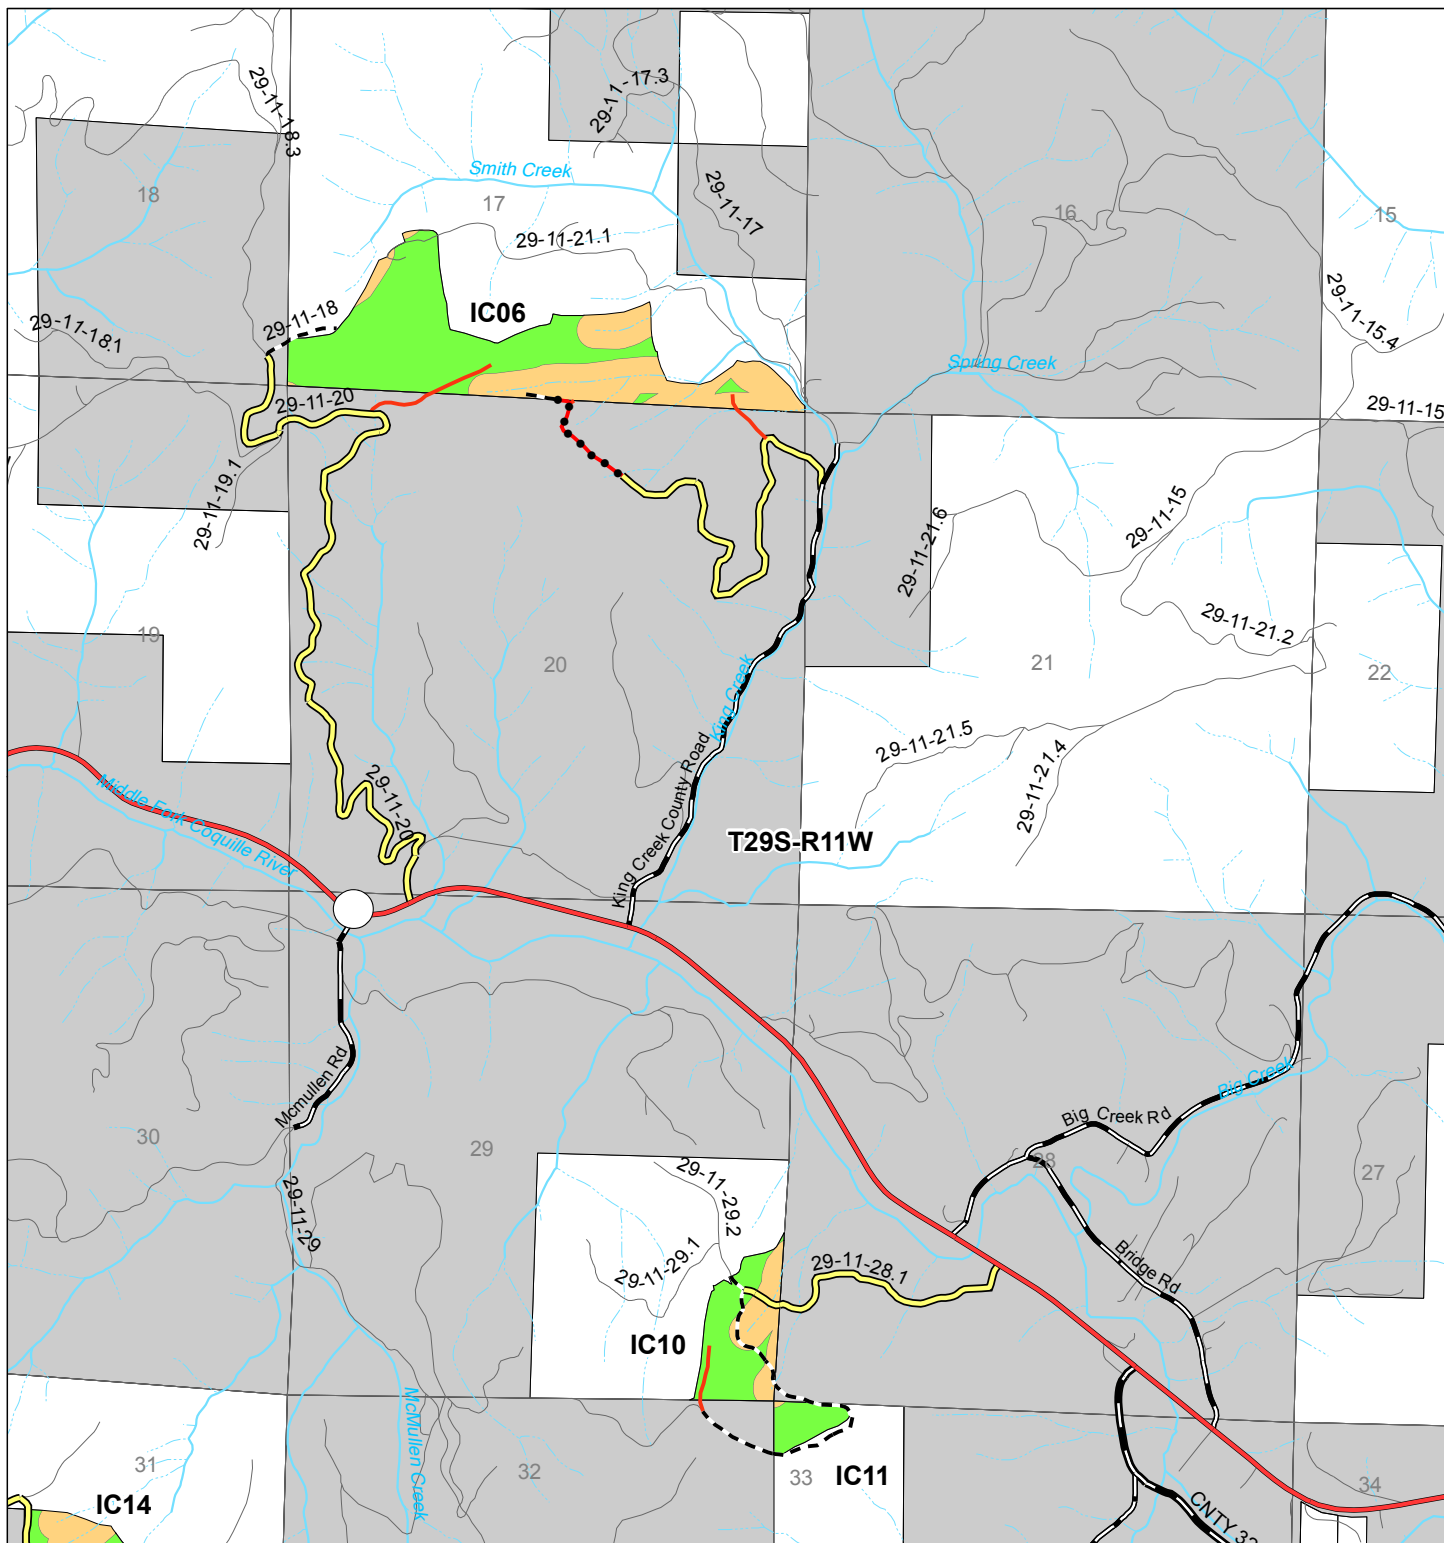 29-11-18.3
29-11-17.3
18
Smith Creek
17
29-11-17
16
15
29-11-21.1
29-11-15.4
29-11-18
IC06
29-11-18.1
Spring Creek
29-11-20
29-11-15
29-11-19.1
29-11-21.6
29-11-15
29-11-21.2
19
20
21
22
King Creek
29-11-21.5
29-11-21.4
Middle Fork Coquille River
29-11-20
King Creek County Road
T29S-R11W
Mcmullen Rd
Big Creek
Big Creek Rd
30
29
28
27
29-11-29
29-11-29.2
29-11-29.1
29-11-28.1
Bridge Rd
IC10
McMullen Creek
31
32
33
IC11
34
IC14
CNTY 33